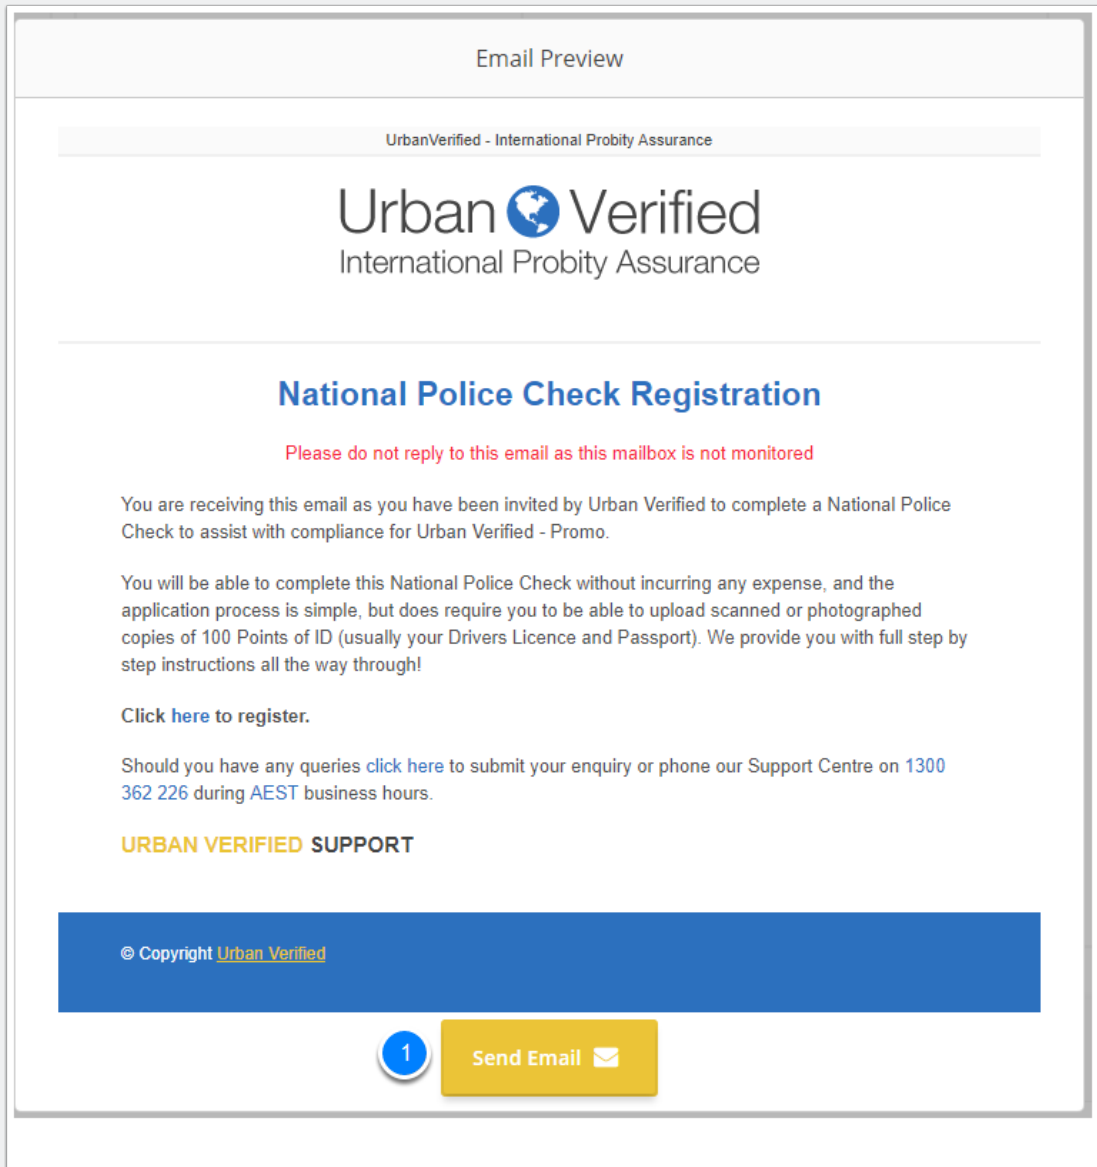 Email Preview
UrbanVerified - International Probity Assurance
Urban Verified
International Probity Assurance
National Police Check Registration
Please do not reply to this email as this mailbox is not monitored
You are receiving this email as you have been invited by Urban Verified to complete a National Police
Check to assist with compliance for Urban Verified - Promo.
You will be able to complete this National Police Check without incurring any expense, and the
application process is simple, but does require you to be able to upload scanned or photographed
copies of 100 Points of ID (usually your Drivers Licence and Passport). We provide you with full step by
step instructions all the way through!
Click here to register.
Should you have any queries click here to submit your enquiry or phone our Support Centre on 1300
362 226 during AEST business hours.
URBAN VERIFIED SUPPORT
© Copyright Urban Verified
1 Send Email